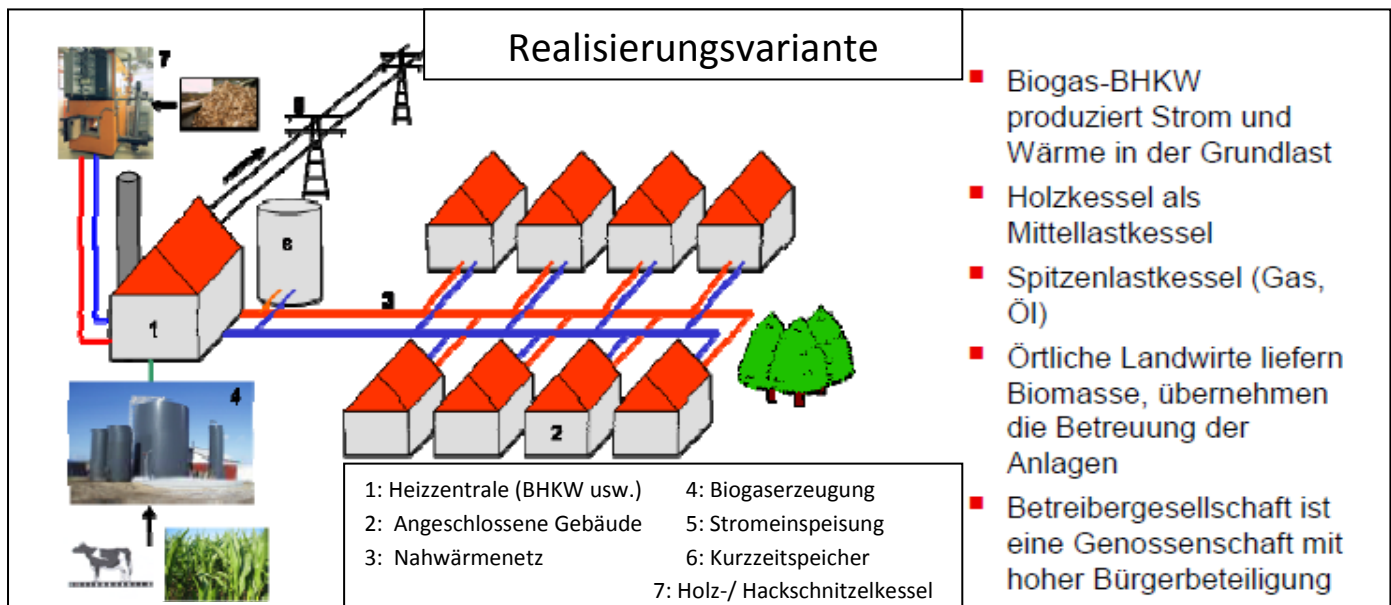 Realisierungsvariante
7
1
3
4
2
1: Heizzentrale (BHKW usw.)
2: Angeschlossene Gebäude
3: Nahwärmenetz
4: Biogaserzeugung
5: Stromeinspeisung
6: Kurzzeitspeicher
7: Holz-/ Hackschnitzelkessel
Biogas-BHKW
produziert Strom und
Wärme in der Grundlast
Holzkessel als
Mittellastkessel
Spitzenlastkessel (Gas,
Öl)
Örtliche Landwirte liefern
Biomasse, übernehmen
die Betreuung der
Anlagen
Betreibergesellschaft ist
eine Genossenschaft mit
hoher Bürgerbeteiligung